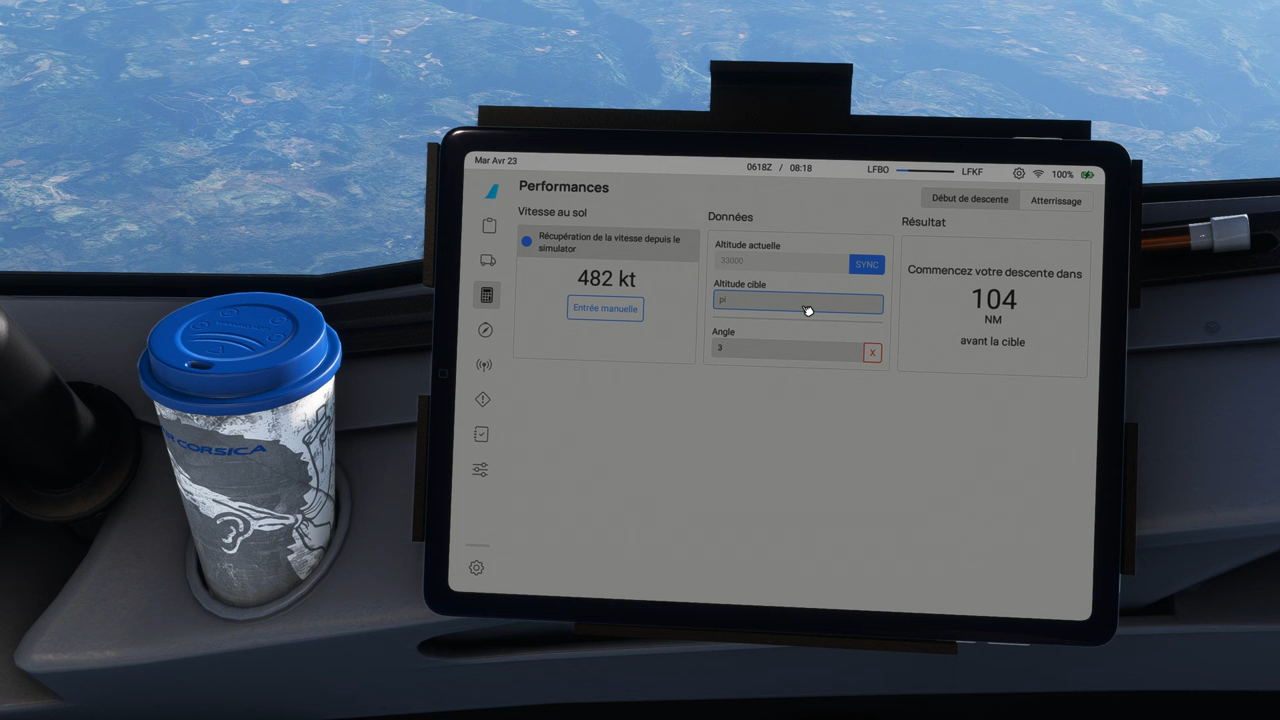 Mar Avr 23
0618Z / 08:18
LFBO
LFKF
100%
Performances
Début de descente
Atterrissage
Vitesse au sol
Récupération de la vitesse depuis le
simulator
482 kt
Entrée manuelle
Données
Altitude actuelle
33000
SYNC
Altitude cible
pi
Angle
3
X
Résultat
Commencez votre descente dans
104
NM
avant la cible
CORSICA